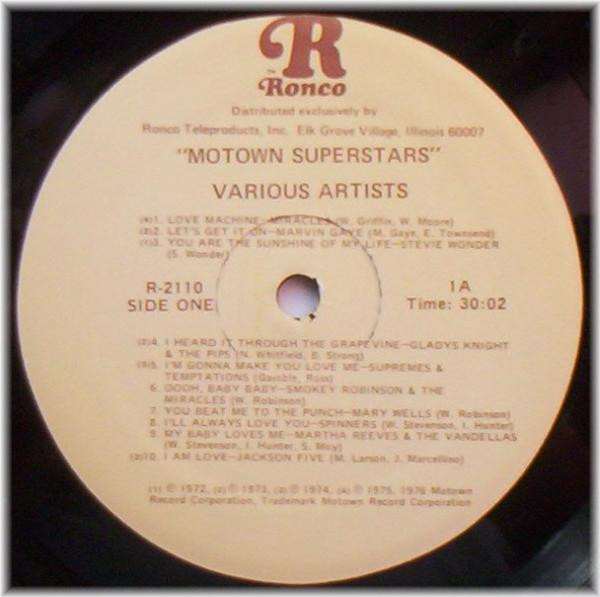 R
Ronco
Distributed exclusively by
Ronco Teleproducts, Inc. Elk Grove Village, Illinois 60007
"MOTOWN SUPERSTARS"
VARIOUS ARTISTS
(4)1. LOVE MACHINE—MIRACLES (W. Griffin, W. Moore)
(2)2. LET'S GET IT ON—MARVIN GAYE (M. Gaye, E. Townsend)
(1)3. YOU ARE THE SUNSHINE OF MY LIFE—STEVIE WONDER
(S. Wonder)
R-2110
SIDE ONE
1A
Time: 30:02
4. I HEARD IT THROUGH THE GRAPEVINE—GLADYS KNIGHT
& THE PIPS (N. Whitfield, B. Strong)
5. I'M GONNA MAKE YOU LOVE ME—SUPREMES &
TEMPTATIONS (Gamble, Ross)
6. OOOH, BABY BABY—SMOKEY ROBINSON & THE
MIRACLES (W. Robinson)
7. YOU BEAT ME TO THE PUNCH—MARY WELLS (W. Robinson)
8. I'LL ALWAYS LOVE YOU—SPINNERS (W. Stevenson, I. Hunter)
9. MY BABY LOVES ME—MARTHA REEVES & THE VANDELLAS
(W. Stevenson, I. Hunter, S. Moy)
10. I AM LOVE—JACKSON FIVE (M. Larson, J. Marcellino)
(1) ℗ 1972, (2) ℗ 1973, (3) ℗ 1974, (4) ℗ 1975, 1976 Motown
Record Corporation, Trademark Motown Record Corporation